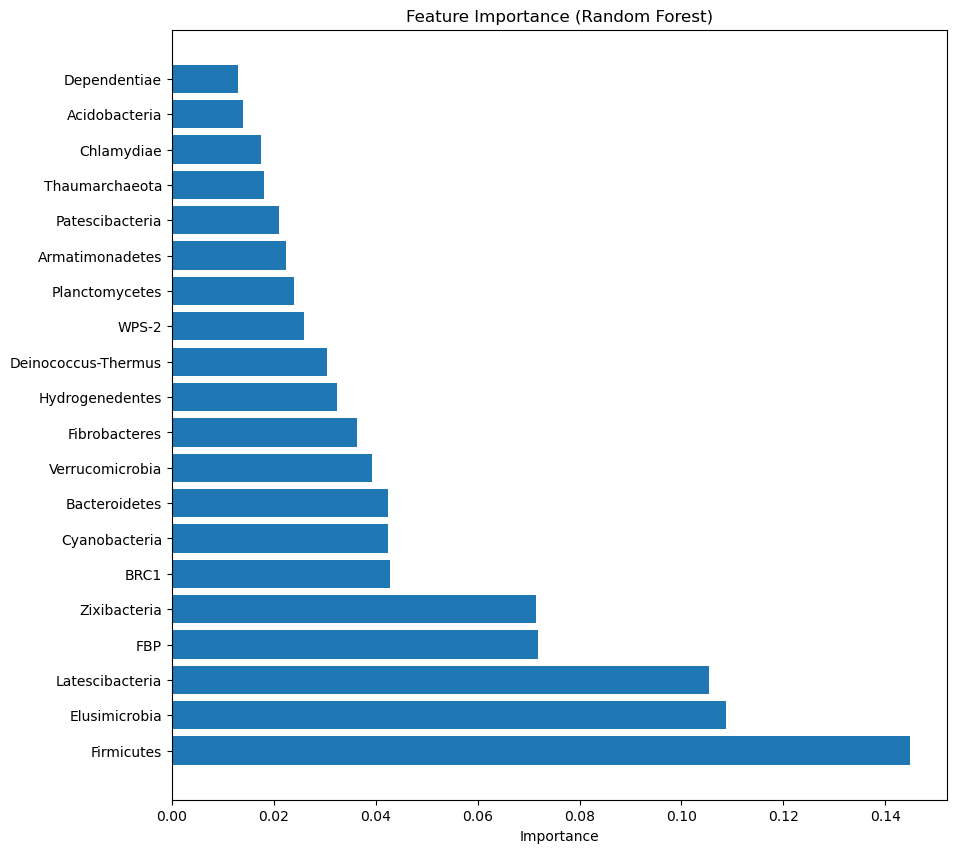 Feature Importance (Random Forest)
Dependentiae
Acidobacteria
Chlamydiae
Thaumarchaeota
Patescibacteria
Armatimonadetes
Planctomycetes
WPS-2
Deinococcus-Thermus
Hydrogenedentes
Fibrobacteres
Verrucomicrobia
Bacteroidetes
Cyanobacteria
BRC1
Zixibacteria
FBP
Latescibacteria
Elusimicrobia
Firmicutes
0.00 0.02 0.04 0.06 0.08 0.10 0.12 0.14
Importance